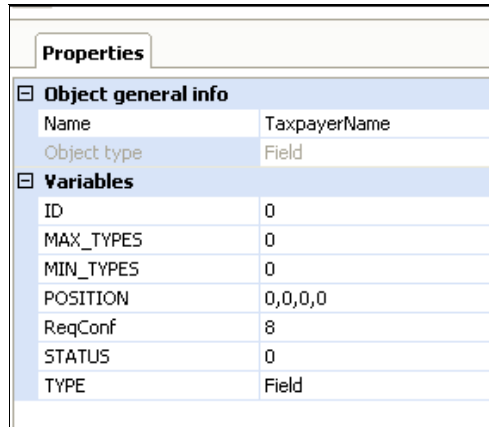 Properties
Object general info
Name TaxpayerName
Object type Field
Variables
ID 0
MAX_TYPES 0
MIN_TYPES 0
POSITION 0,0,0,0
ReqConf 8
STATUS 0
TYPE Field